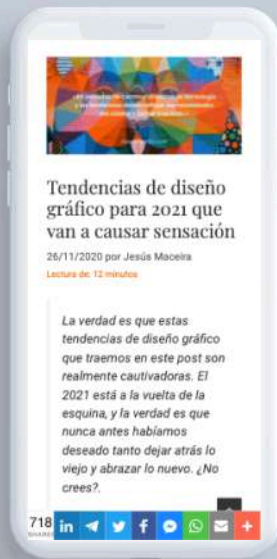 Tendencias de diseño
gráfico para 2021 que
van a causar sensación
26/11/2020 por Jesús Maceira
Lectura de: 12 minutos
La verdad es que estas
tendencias de diseño gráfico
que traemos en este post son
realmente cautivadoras. El
2021 está a la vuelta de la
esquina, y la verdad es que
nunca antes habíamos
deseado tanto dejar atrás lo
viejo y abrazar lo nuevo. ¿No
crees?.
718
SHARES